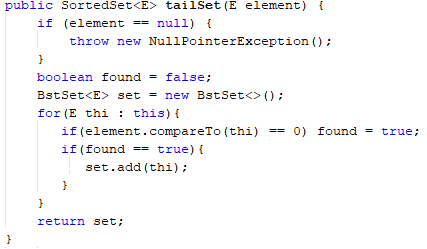 public SortedSet<E> tailSet(E element) {
if (element == null) {
throw new NullPointerException();
}
boolean found = false;
BstSet<E> set = new BstSet<>();
for(E thi : this){
if(element.compareTo(thi) == 0) found = true;
if(found == true){
set.add(thi);
}
}
return set;
}